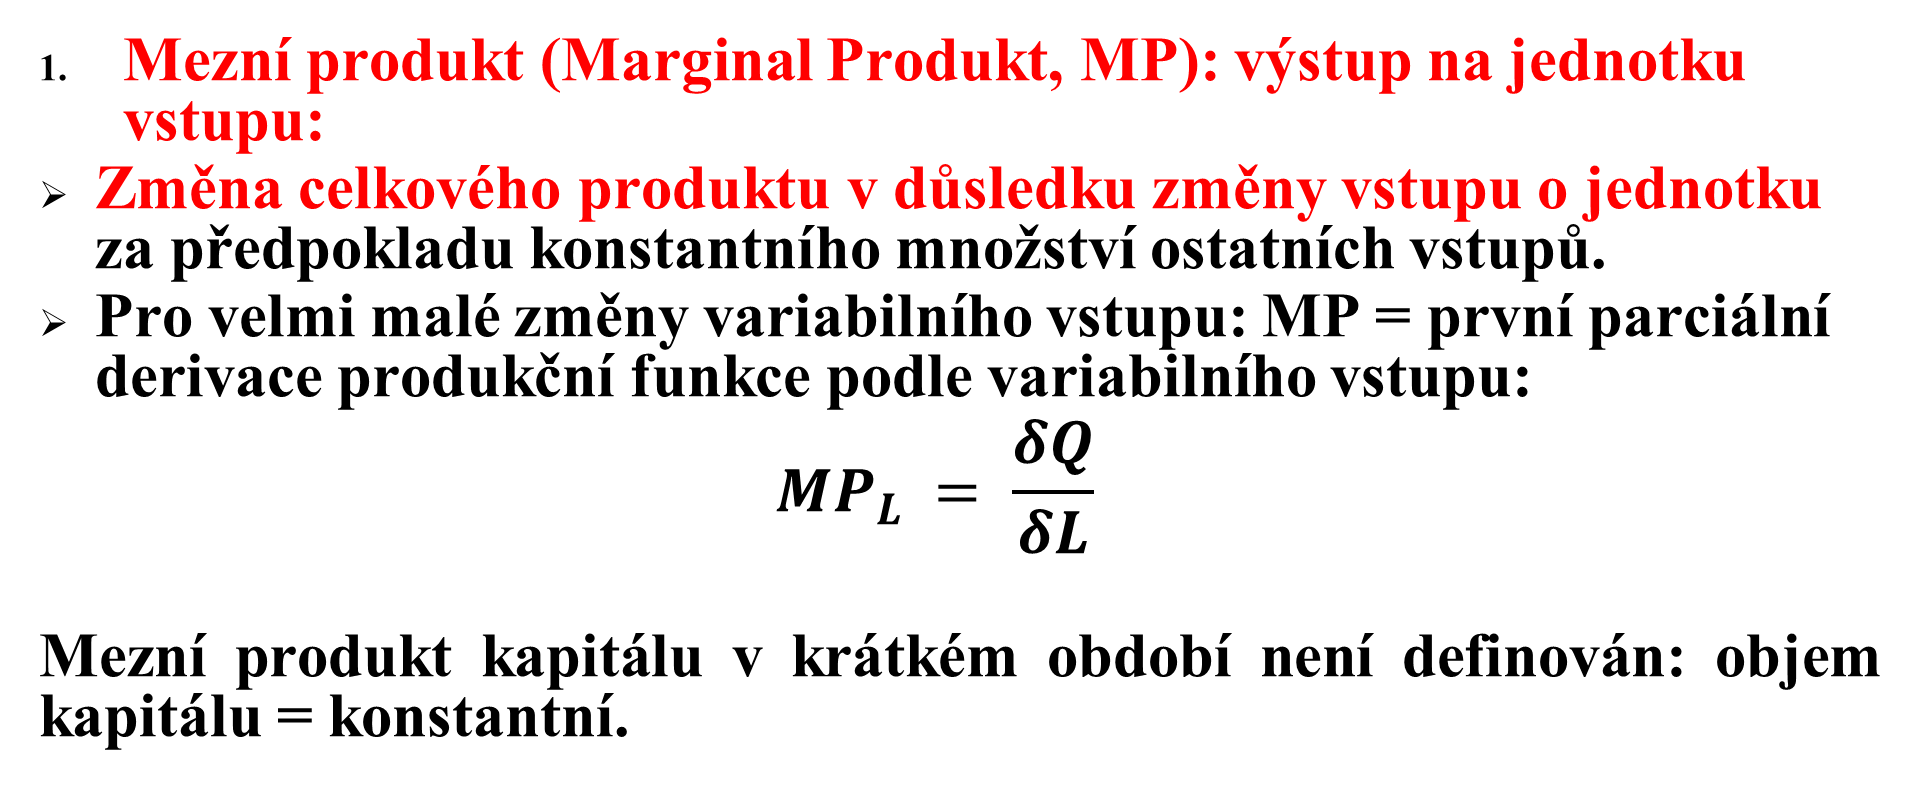 1. Mezní produkt (Marginal Produkt, MP): výstup na jednotku
vstupu:
➢ Změna celkového produktu v důsledku změny vstupu o jednotku
za předpokladu konstantního množství ostatních vstupů.
➢ Pro velmi malé změny variabilního vstupu: MP = první parciální
derivace produkční funkce podle variabilního vstupu:
𝑴𝑷_𝑳 = 𝜹𝑸/𝜹𝑳
Mezní produkt kapitálu v krátkém období není definován: objem
kapitálu = konstantní.